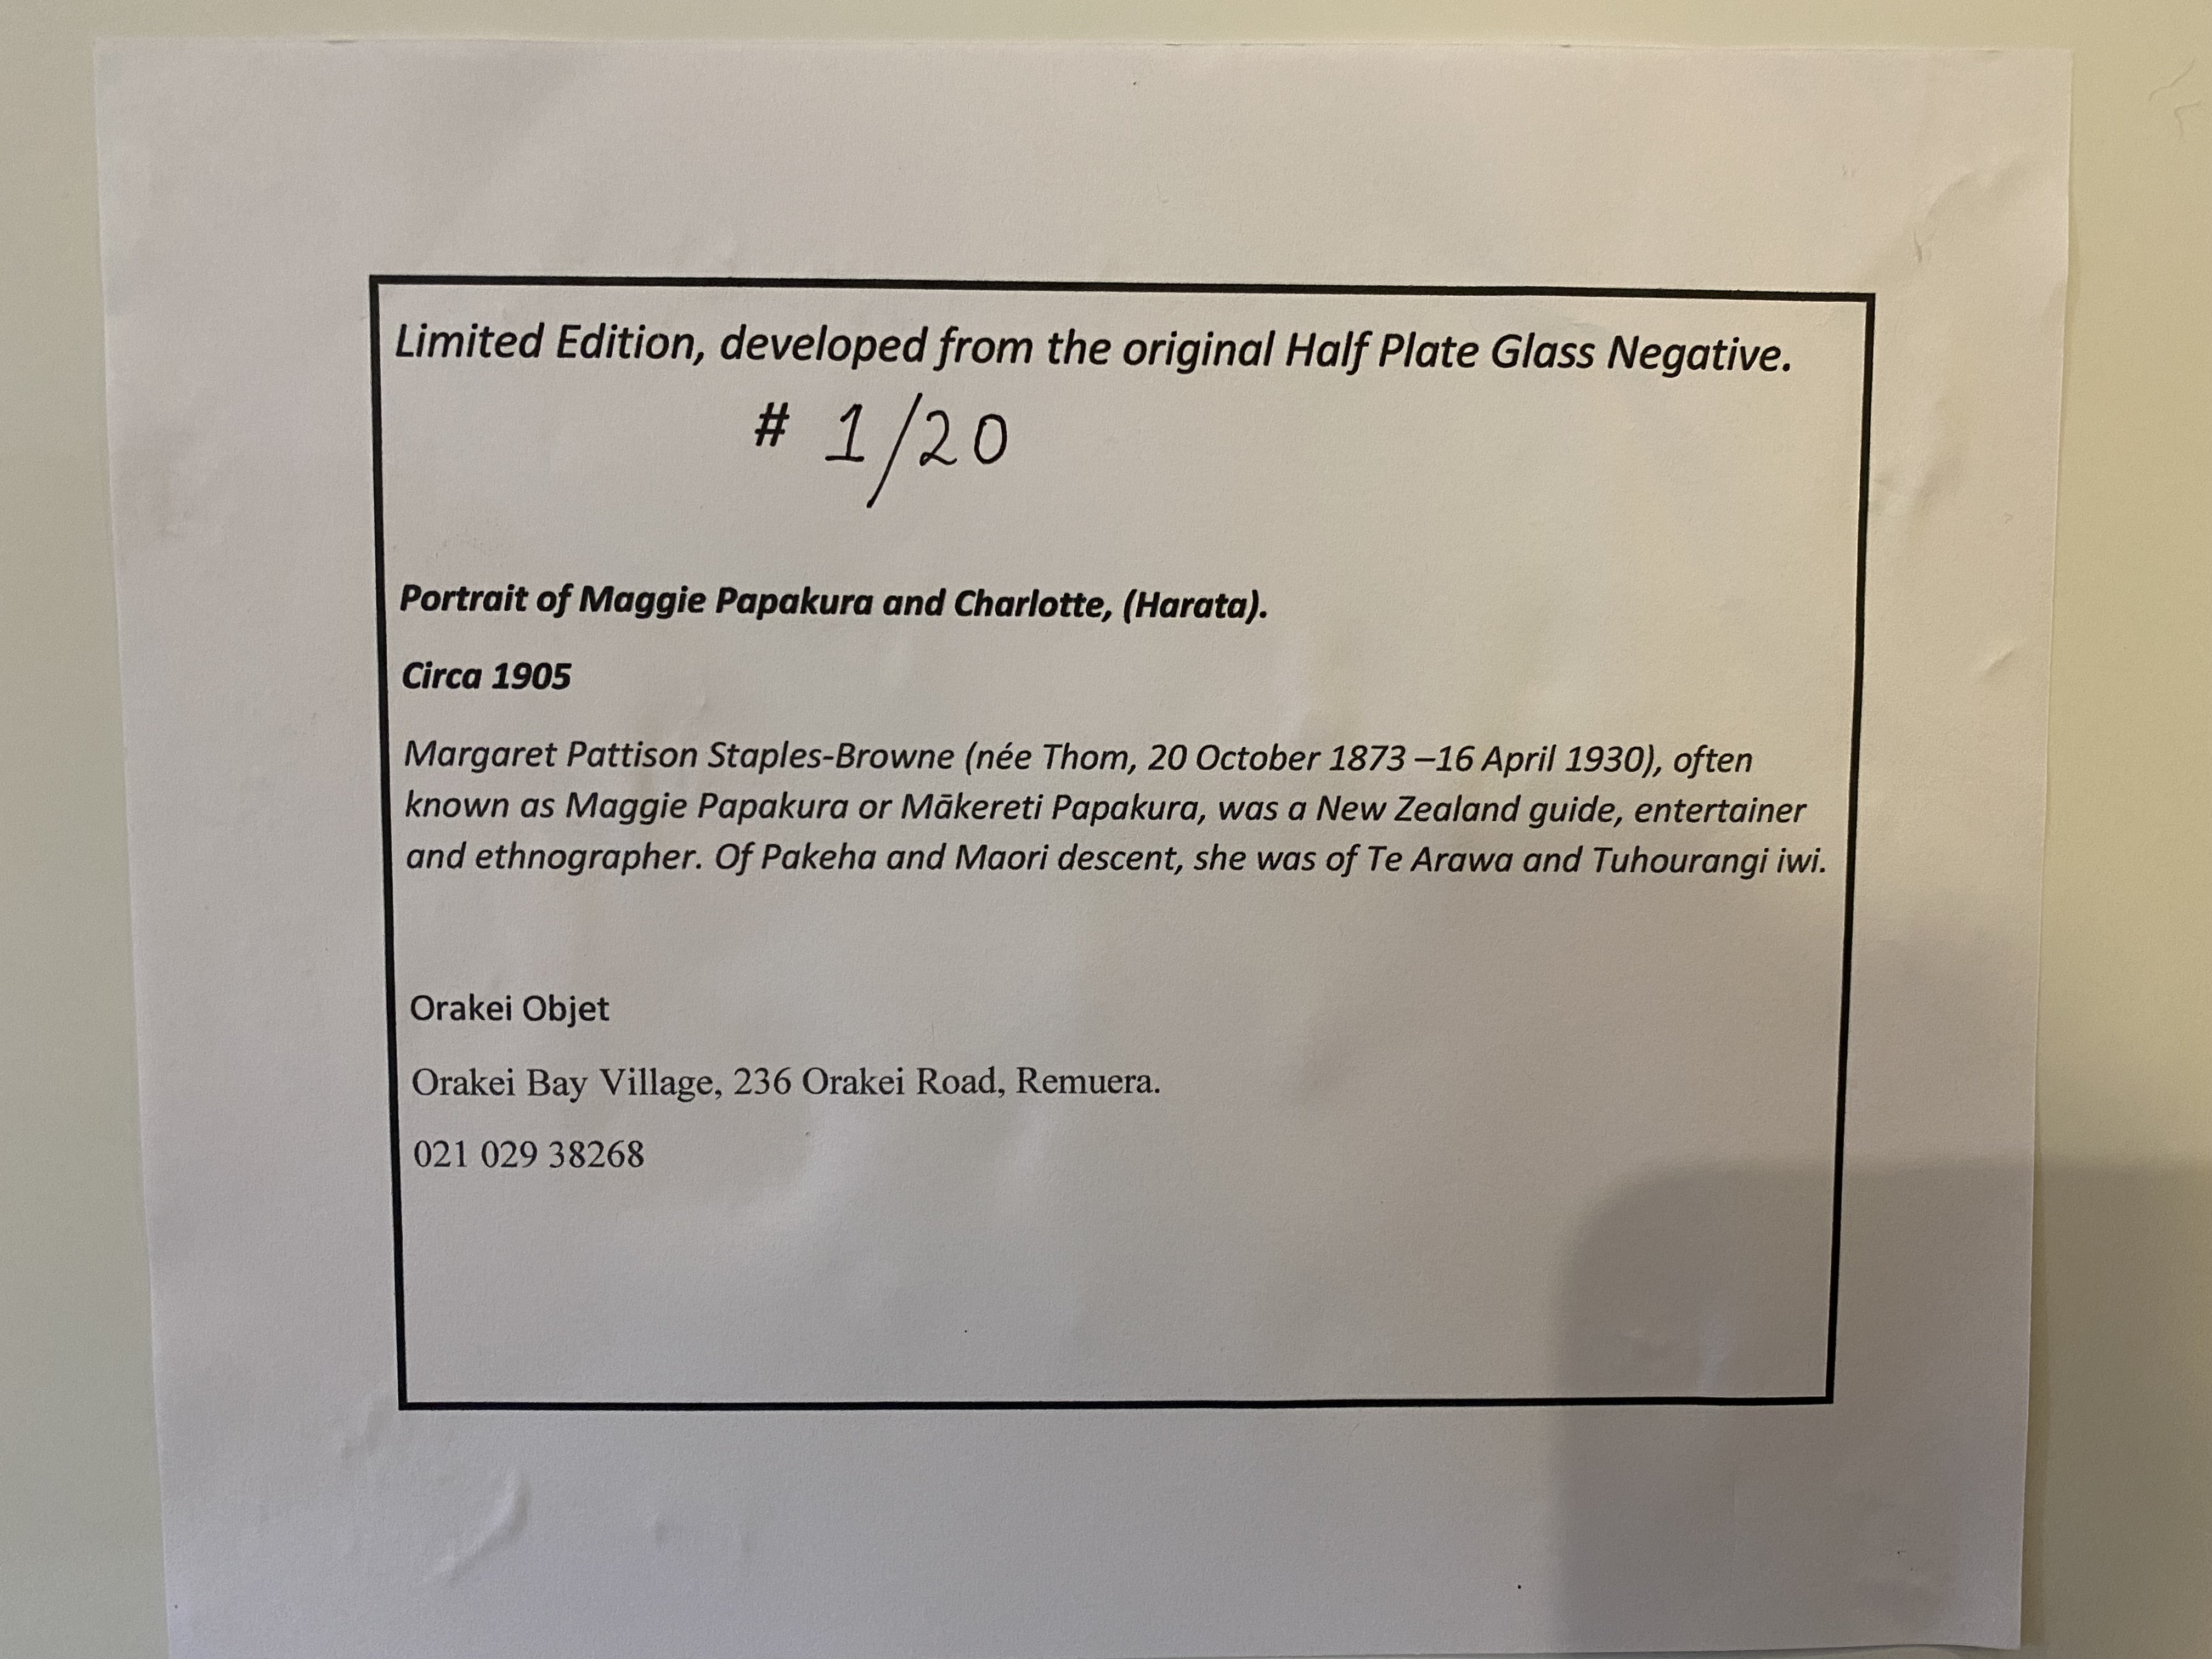 Limited Edition, developed from the original Half Plate Glass Negative.
# 1/20
Portrait of Maggie Papakura and Charlotte, (Harata).
Circa 1905
Margaret Pattison Staples-Browne (née Thom, 20 October 1873 –16 April 1930), often
known as Maggie Papakura or Mākereti Papakura, was a New Zealand guide, entertainer
and ethnographer. Of Pakeha and Maori descent, she was of Te Arawa and Tuhourangi iwi.
Orakei Objet
Orakei Bay Village, 236 Orakei Road, Remuera.
021 029 38268